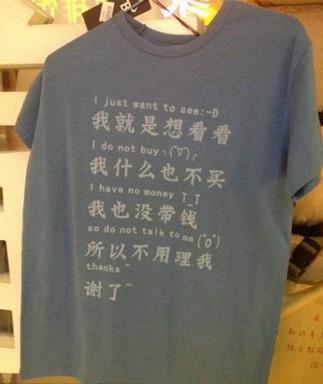 I just want to see:-D
我就是想看看
I do not buy ╮(▽)╭
我什么也不买
I have no money T_T
我也没带钱
so do not talk to me (ˇoˇ)
所以不用理我
thanks ~
谢了~